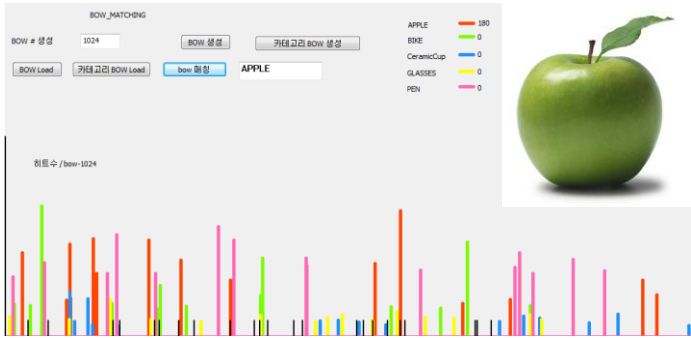 BOW_MATCHING
BOW # 생성 1024 BOW 생성 카테고리 BOW 생성
BOW Load 카테고리 BOW Load bow 매칭 APPLE
APPLE 180
BIKE 0
CeramicCup 0
GLASSES 0
PEN 0
히트수 / bow-1024